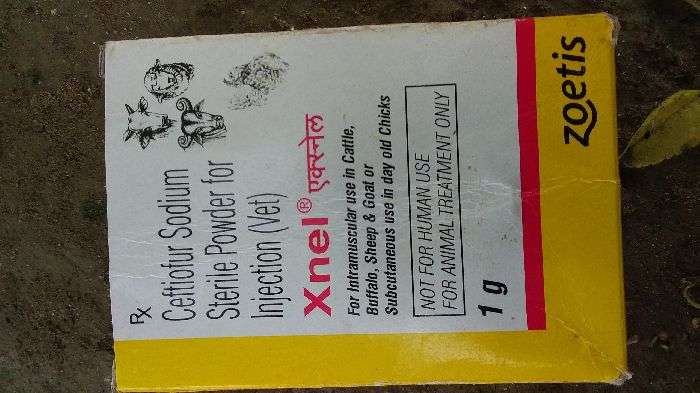 Rx
Ceftiofur Sodium
Sterile Powder for
Injection (Vet)
Xnel® एक्स्नेल
For Intramuscular use in Cattle,
Buffalo, Sheep & Goat or
Subcutaneous use in day old Chicks
NOT FOR HUMAN USE
FOR ANIMAL TREATMENT ONLY
1 g
zoetis